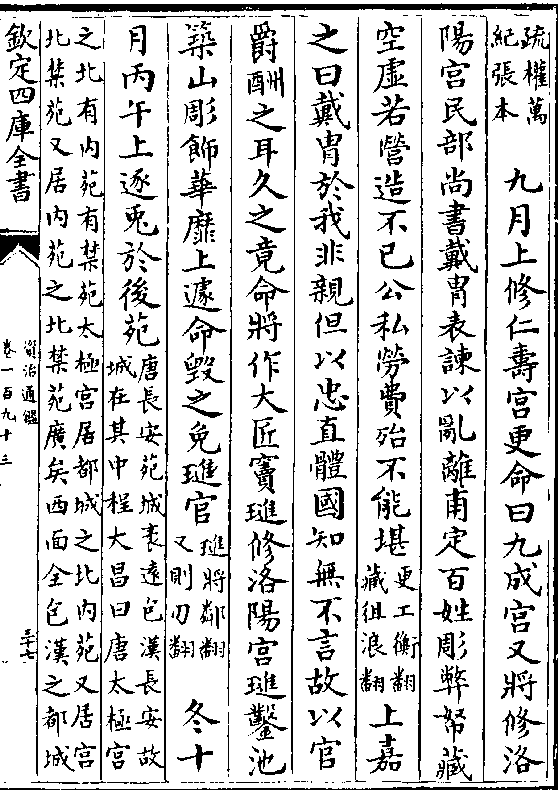 疏權萬
紀張本
九月上修仁壽宮更命曰九成宮又將修洛
陽宮民部尚書戴胄表諫以亂離甫定百姓彫弊帑藏
空虛若營造不已公私勞費殆不能堪
更工衡翻
藏徂浪翻
上嘉
之曰戴胄於我非親但以忠直體國知無不言故以官
爵酬之耳久之竟命將作大匠竇璡修洛陽宮璡鑿池
築山彫飾華靡上遽命毀之免璡官
璡將鄰翻
又則刃翻
冬十
月丙午上逐兎於後苑
唐長安苑城袤遠包漢長安故
城在其中程大昌曰唐太極宮
之北有内苑有禁苑太極宮居都城之北内苑又居宮
北禁苑又居内苑之北禁苑廣矣西面全包漢之都城
欽定四庫全書
資治通鑑
卷一百九十三
三十七